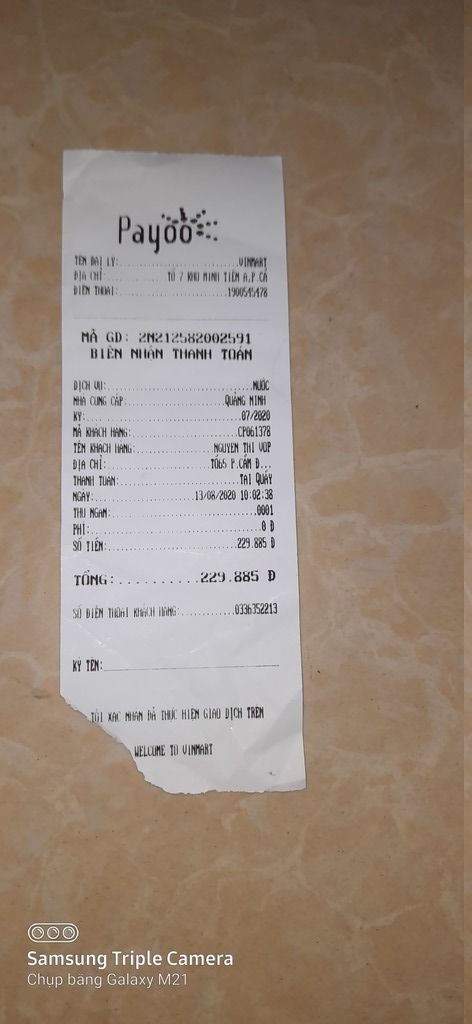 Payoo
TÊN ĐẠI LÝ:..........................VINMART
ĐỊA CHỈ:............TỔ 7 KHU MINH TIẾN A,P.CẨ
ĐIỆN THOẠI:.......................1900545478
MÃ GD: 2N212582002591
BIÊN NHẬN THANH TOÁN
DỊCH VỤ:..............................NƯỚC
NHÀ CUNG CẤP:....................QUẢNG NINH
KỲ:.................................07/2020
MÃ KHÁCH HÀNG:.....................CP061378
TÊN KHÁCH HÀNG:................NGUYEN THI
ĐỊA CHỈ:......................TỔ65 P.CẨM Đ...
THANH TOÁN:.........................TẠI QUẦY
NGÀY:..................13/08/2020 10:02:38
THU NGÂN:.............................0001
PHÍ:...................................0 Đ
SỐ TIỀN:..........................229.885 Đ
TỔNG:..........229.885 Đ
SỐ ĐIỆN THOẠI KHÁCH HÀNG:...........0336352213
KÝ TÊN:
TÔI XÁC NHẬN ĐÃ THỰC HIỆN GIAO DỊCH TRÊN
WELCOME TO VINMART
Samsung Triple Camera
Chụp bằng Galaxy M21